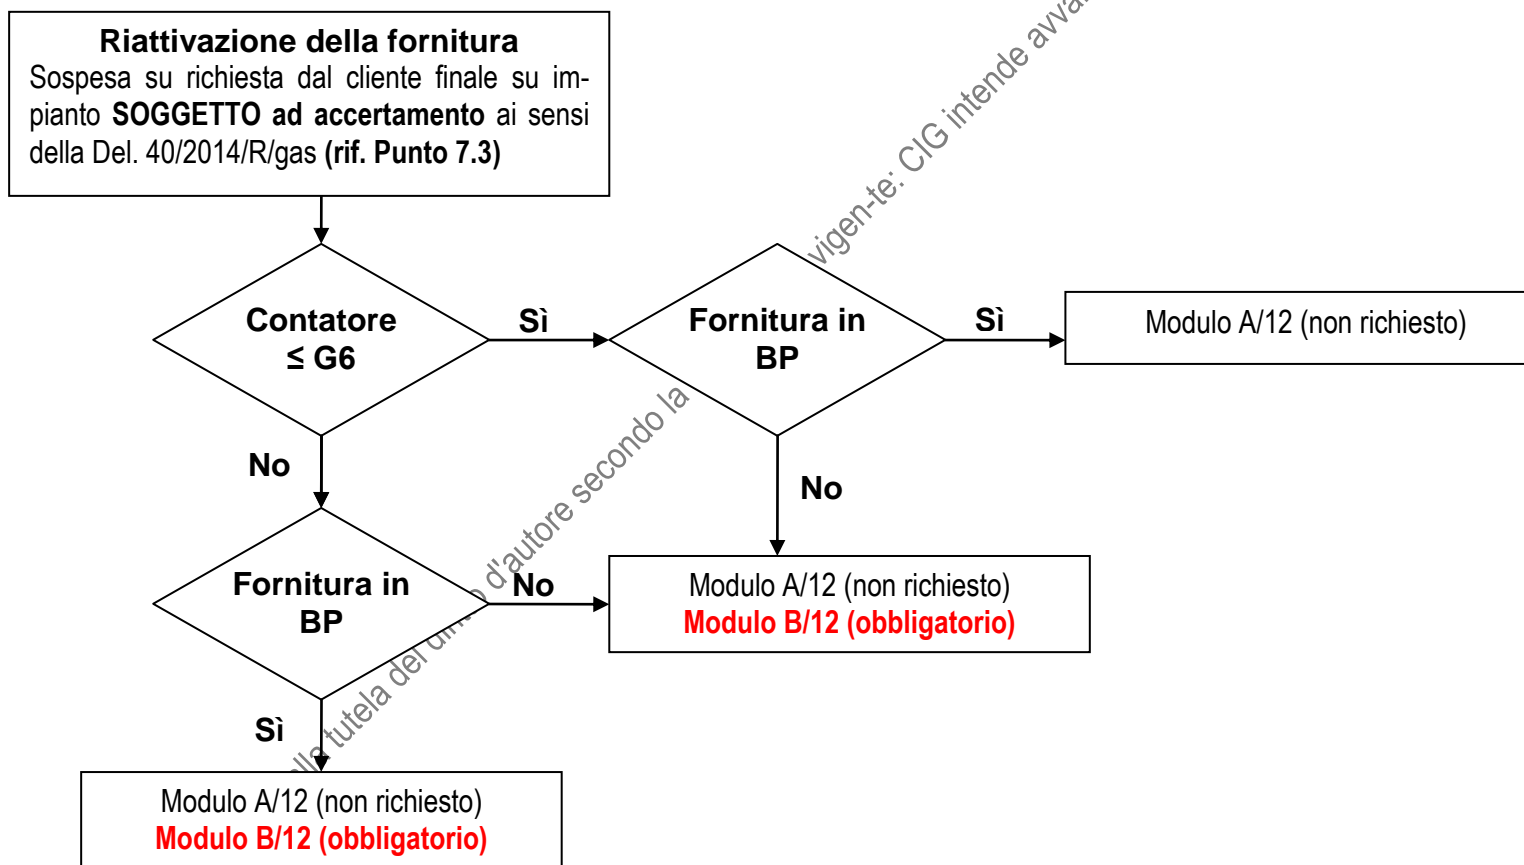 Riattivazione della fornitura
Sospesa su richiesta dal cliente finale su im-
pianto SOGGETTO ad accertamento ai sensi
della Del. 40/2014/R/gas (rif. Punto 7.3)
Contatore
≤ G6
Sì
Fornitura in
BP
Sì
Modulo A/12 (non richiesto)
No
No
Fornitura in
BP
No
Modulo A/12 (non richiesto)
Modulo B/12 (obbligatorio)
Sì
Modulo A/12 (non richiesto)
Modulo B/12 (obbligatorio)
tutela del d'autore secondo la vigen-te: CIG intende